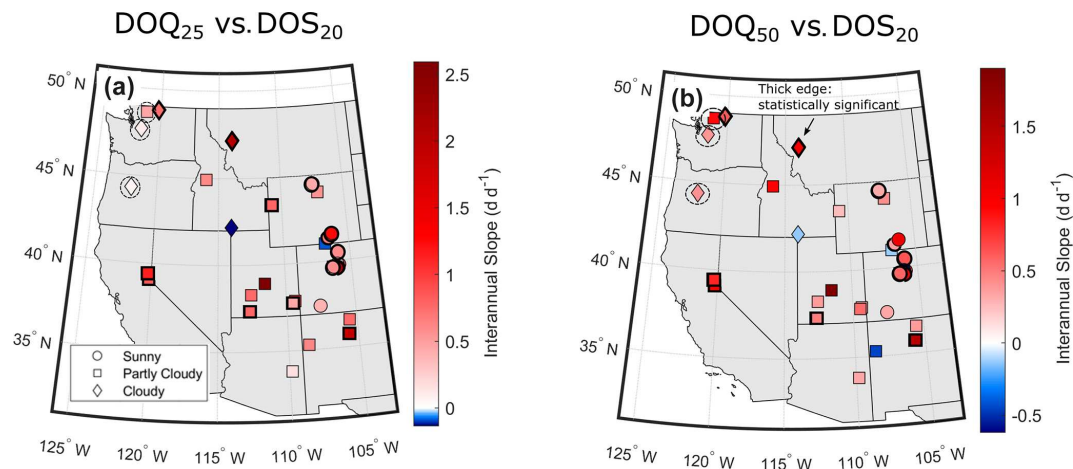 DOQ₂₅ vs. DOS₂₀
(a)
50° N
45° N
40° N
35° N
125° W
120° W
115° W
110° W
105° W
Sunny
Partly Cloudy
Cloudy
2.5
2
1.5
1
0.5
0
Interannual Slope (d d⁻¹)
DOQ₅₀ vs. DOS₂₀
(b)
Thick edge:
statistically significant
50° N
45° N
40° N
35° N
125° W
120° W
115° W
110° W
105° W
1.5
1
0.5
0
-0.5
Interannual Slope (d d⁻¹)